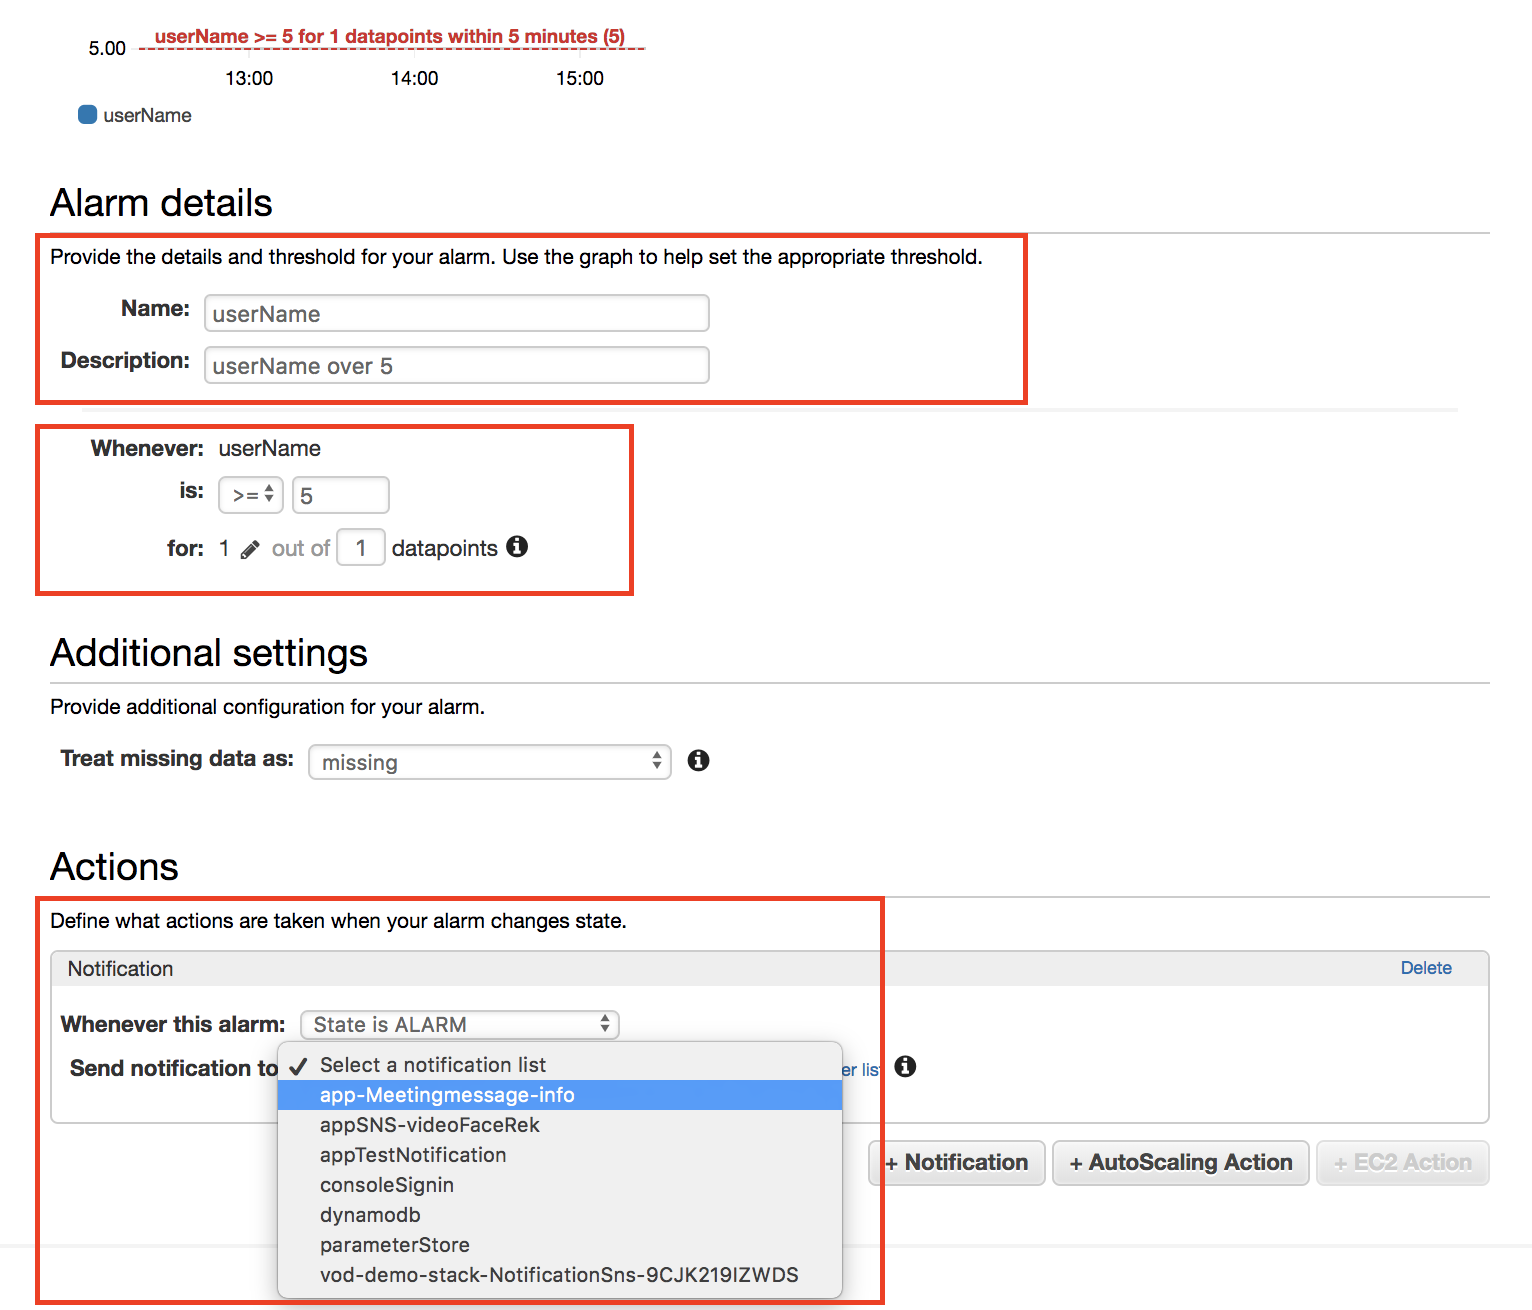 userName >= 5 for 1 datapoints within 5 minutes (5)
5.00
13:00 14:00 15:00
userName
Alarm details
Provide the details and threshold for your alarm. Use the graph to help set the appropriate threshold.
Name: userName
Description: userName over 5
Whenever: userName
is: >= 5
for: 1 out of 1 datapoints
Additional settings
Provide additional configuration for your alarm.
Treat missing data as: missing
Actions
Define what actions are taken when your alarm changes state.
Notification Delete
Whenever this alarm: State is ALARM
Send notification to
✓ Select a notification list
app-Meetingmessage-info
appSNS-videoFaceRek
appTestNotification
consoleSignin
dynamodb
parameterStore
vod-demo-stack-NotificationSns-9CJK219IZWDS
+ Notification + AutoScaling Action + EC2 Action